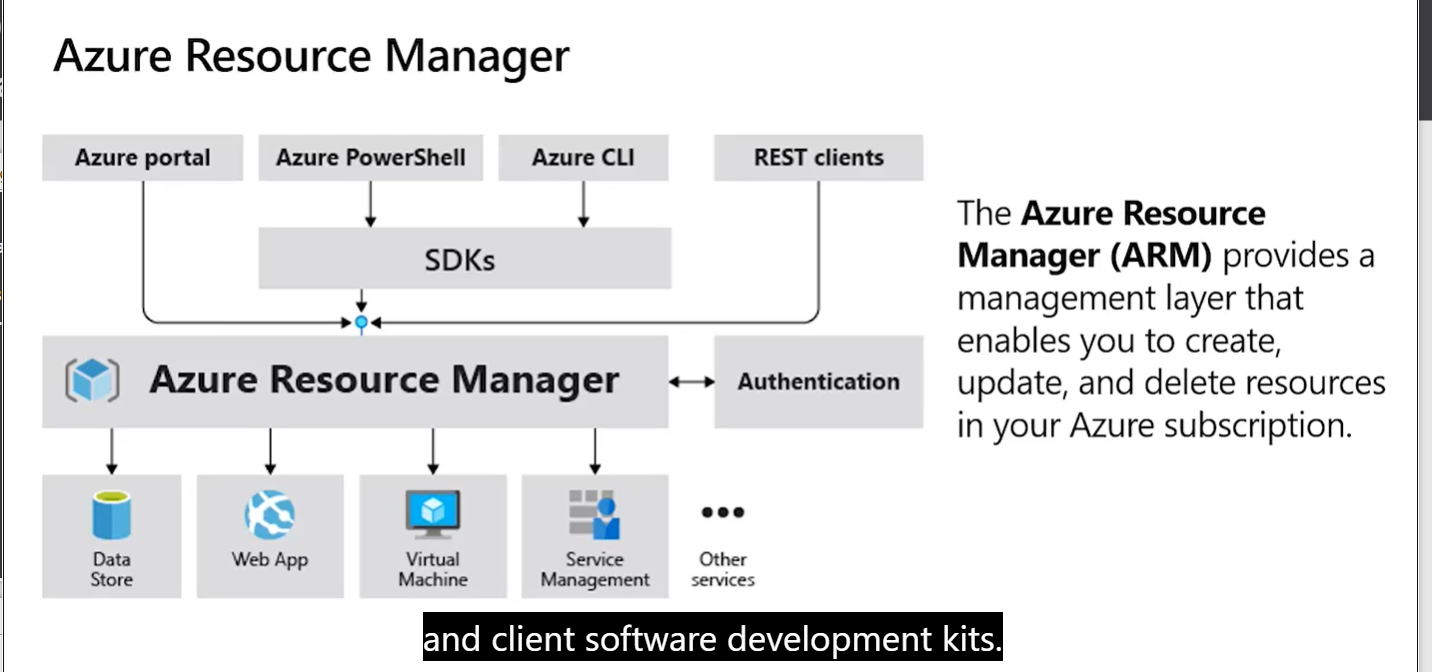 Azure Resource Manager
Azure portal
Azure PowerShell
Azure CLI
REST clients
SDKs
The Azure Resource
Manager (ARM) provides a
management layer that
enables you to create,
update, and delete resources
in your Azure subscription.
Azure Resource Manager
Authentication
Data
Store
Web App
Virtual
Machine
Service
Management
Other
services
and client software development kits.